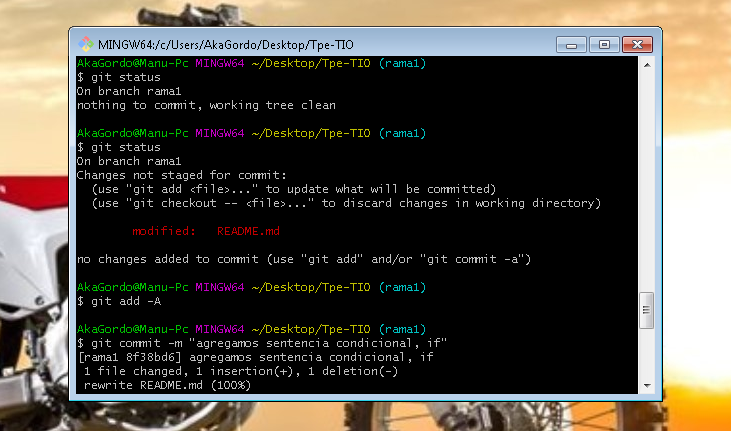 MINGW64:/c/Users/AkaGordo/Desktop/Tpe-TIO
AkaGordo@Manu-Pc MINGW64 ~/Desktop/Tpe-TIO (rama1)
$ git status
On branch rama1
nothing to commit, working tree clean
AkaGordo@Manu-Pc MINGW64 ~/Desktop/Tpe-TIO (rama1)
$ git status
On branch rama1
Changes not staged for commit:
  (use "git add <file>..." to update what will be committed)
  (use "git checkout -- <file>..." to discard changes in working directory)
        modified:   README.md
no changes added to commit (use "git add" and/or "git commit -a")
AkaGordo@Manu-Pc MINGW64 ~/Desktop/Tpe-TIO (rama1)
$ git add -A
AkaGordo@Manu-Pc MINGW64 ~/Desktop/Tpe-TIO (rama1)
$ git commit -m "agregamos sentencia condicional, if"
[rama1 8f38bd6] agregamos sentencia condicional, if
 1 file changed, 1 insertion(+), 1 deletion(-)
 rewrite README.md (100%)